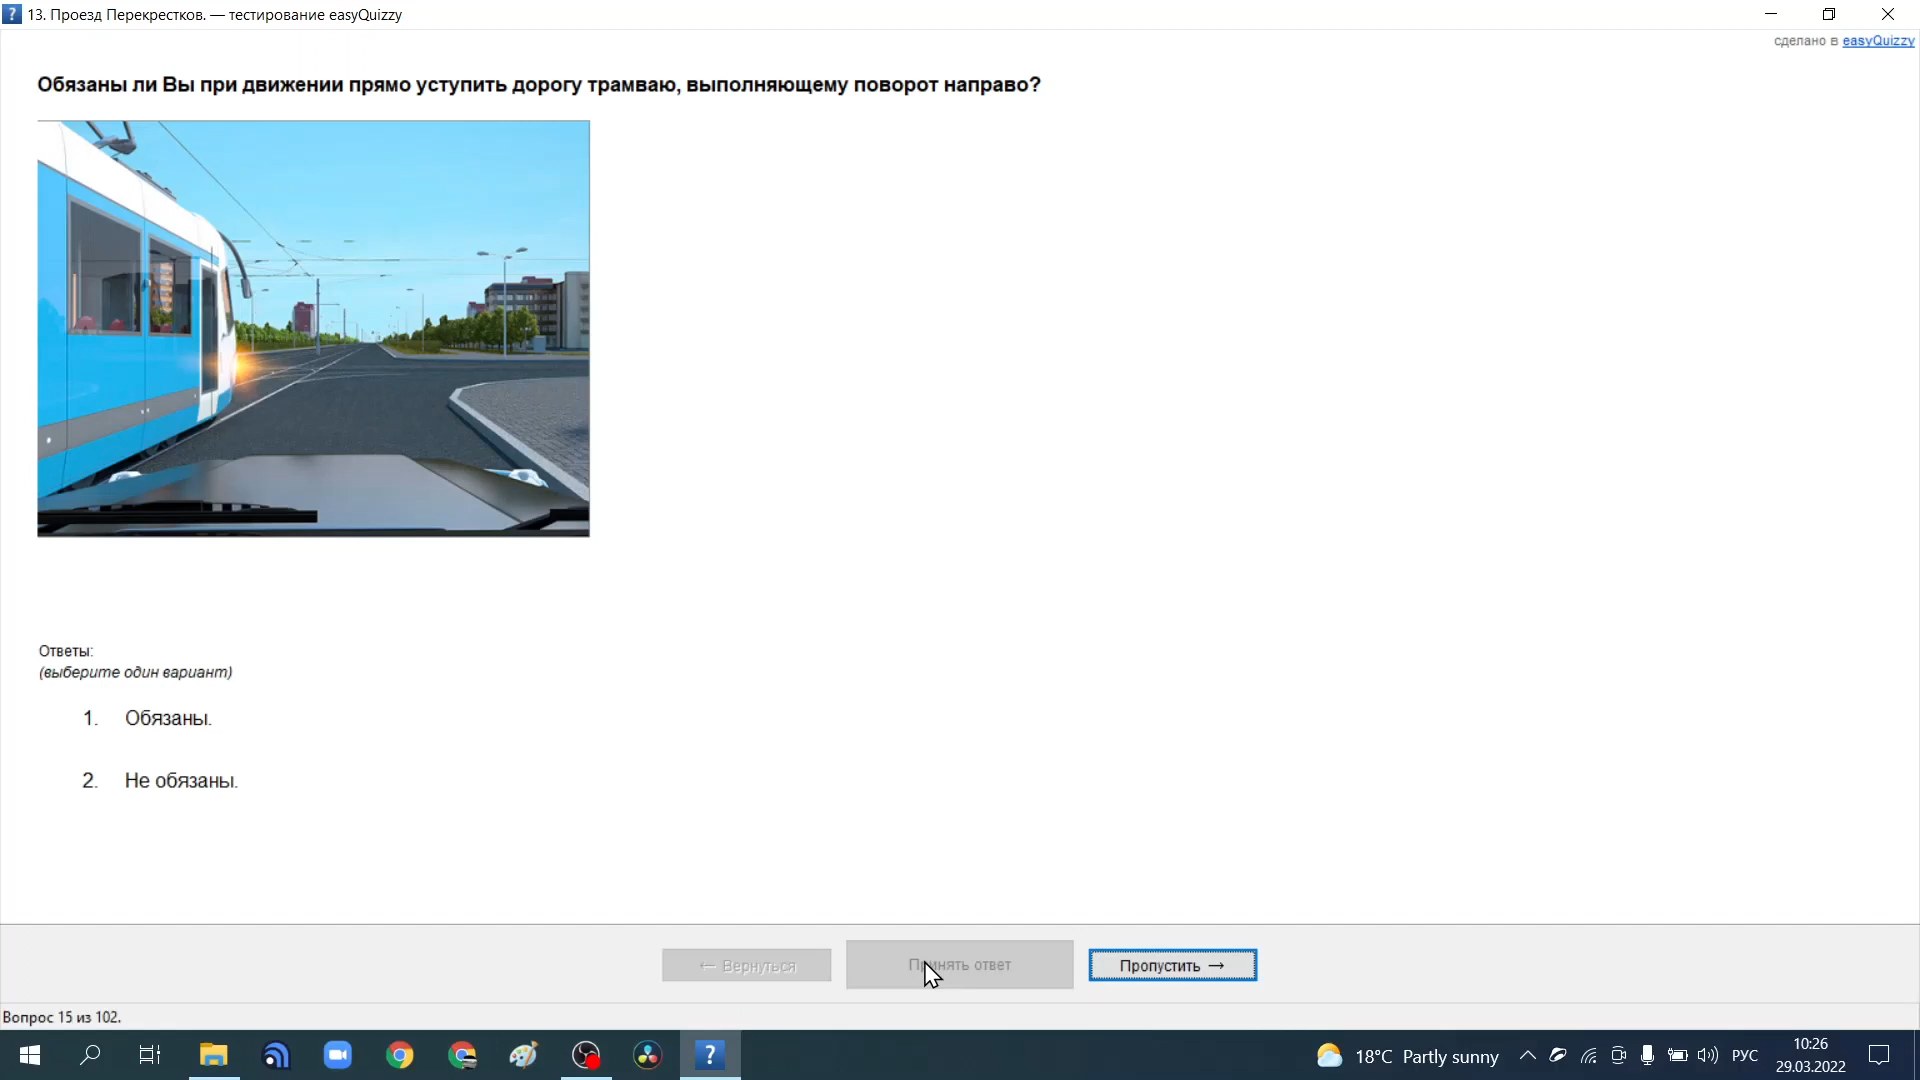 13. Проезд Перекрестков. — тестирование easyQuizzy
сделано в easyQuizzy
Обязаны ли Вы при движении прямо уступить дорогу трамваю, выполняющему поворот направо?
Ответы:
(выберите один вариант)
1. Обязаны.
2. Не обязаны.
← Вернуться
Принять ответ
Пропустить →
Вопрос 15 из 102.
18°C Partly sunny
РУС
10:26
29.03.2022